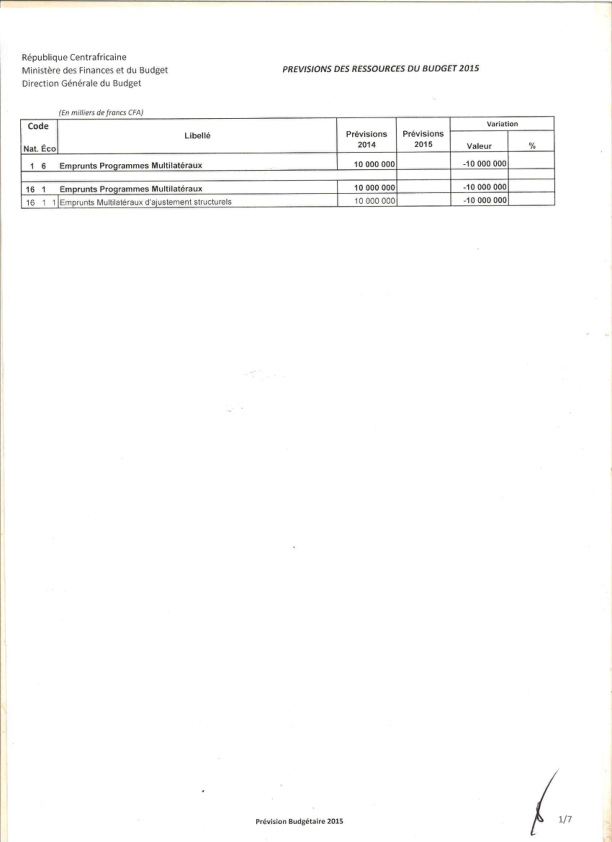 République Centrafricaine
Ministère des Finances et du Budget
Direction Générale du Budget
PREVISIONS DES RESSOURCES DU BUDGET 2015
(En milliers de francs CFA)
Code Nat. Éco Libellé Prévisions 2014 Prévisions 2015 Variation Valeur %
1 6 Emprunts Programmes Multilatéraux 10 000 000 -10 000 000
16 1 Emprunts Programmes Multilatéraux 10 000 000 -10 000 000
16 1 1 Emprunts Multilatéraux d'ajustement structurels 10 000 000 -10 000 000
Prévision Budgétaire 2015
1/7